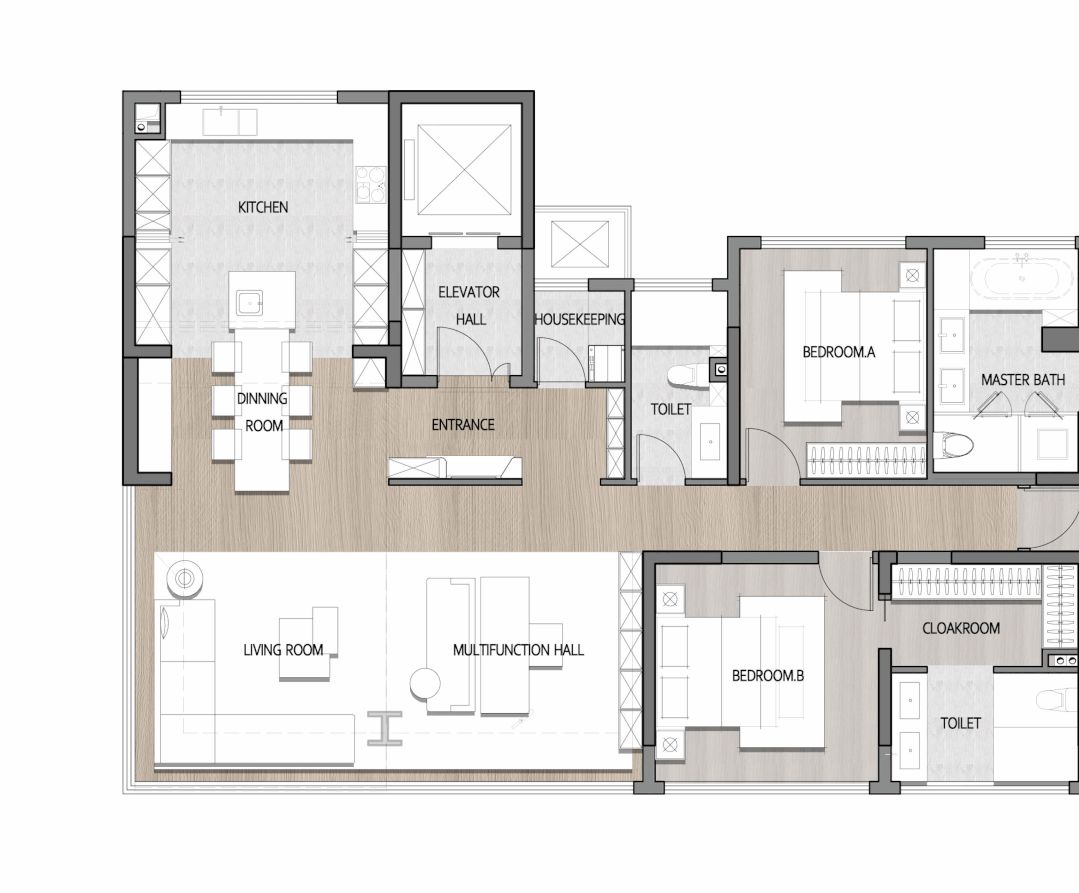 KITCHEN
ELEVATOR
HALL
HOUSEKEEPING
BEDROOM.A
MASTER BATH
DINNING
ROOM
TOILET
ENTRANCE
LIVING ROOM
MULTIFUNCTION HALL
BEDROOM.B
CLOAKROOM
TOILET